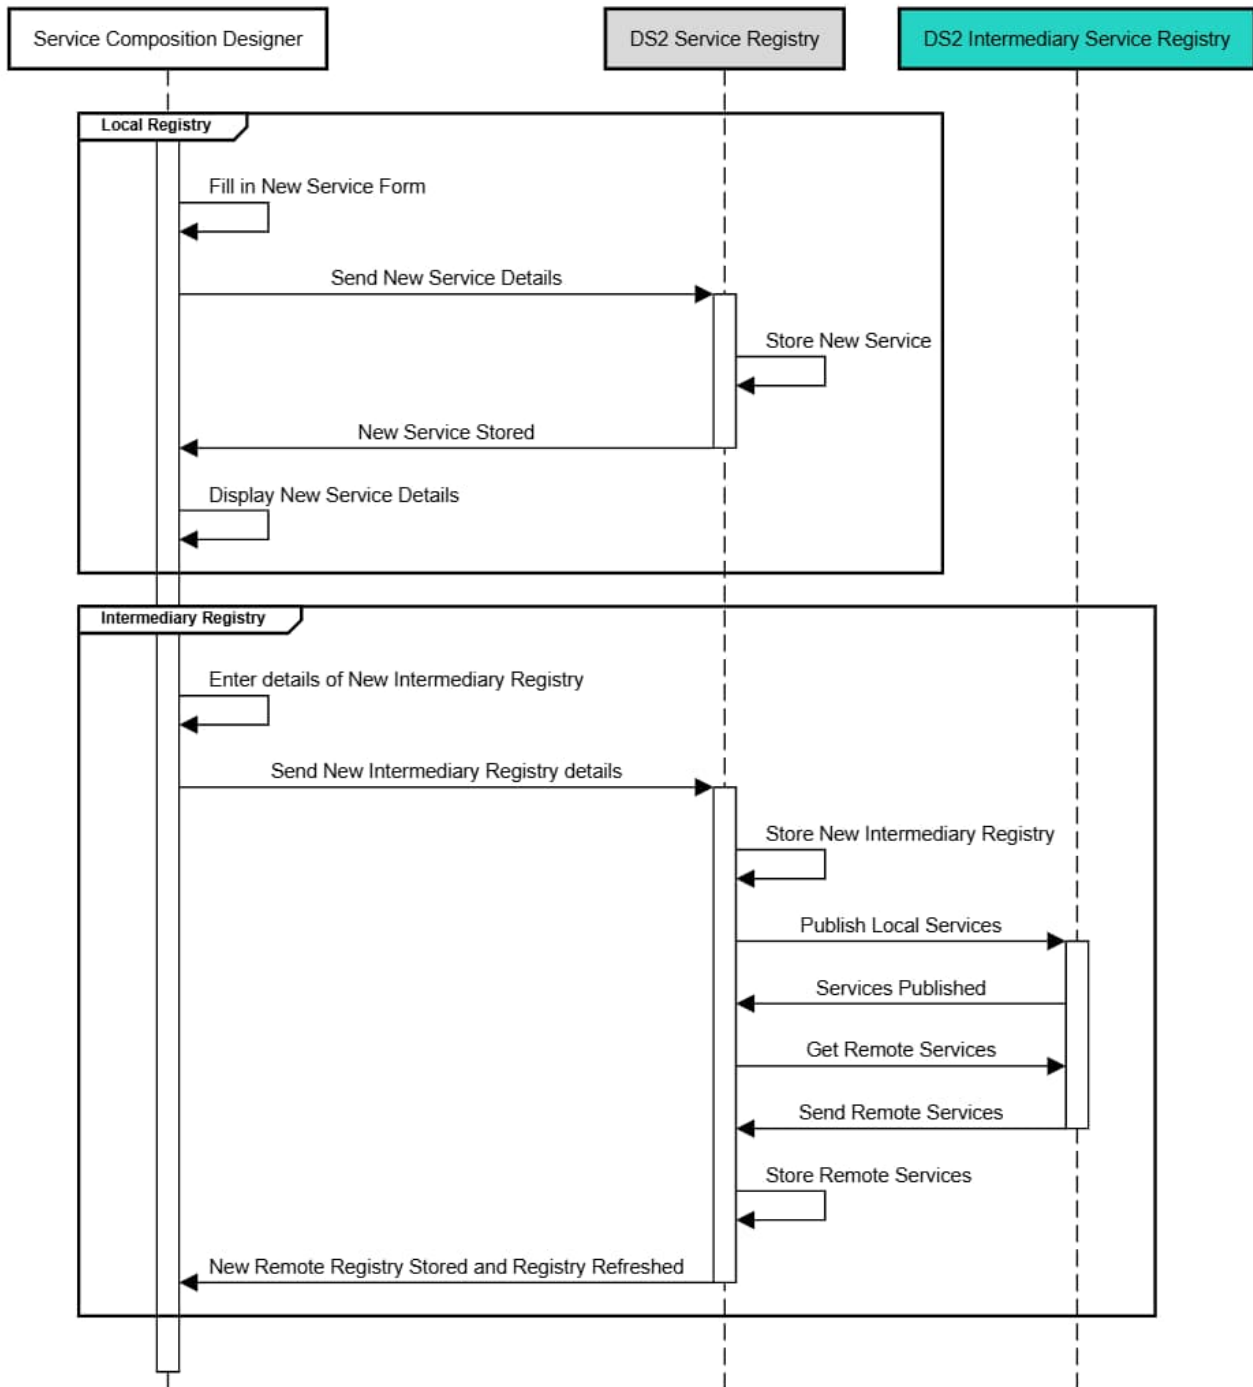 Service Composition Designer
DS2 Service Registry
DS2 Intermediary Service Registry
Local Registry
Fill in New Service Form
Send New Service Details
Store New Service
New Service Stored
Display New Service Details
Intermediary Registry
Enter details of New Intermediary Registry
Send New Intermediary Registry details
Store New Intermediary Registry
Publish Local Services
Services Published
Get Remote Services
Send Remote Services
Store Remote Services
New Remote Registry Stored and Registry Refreshed